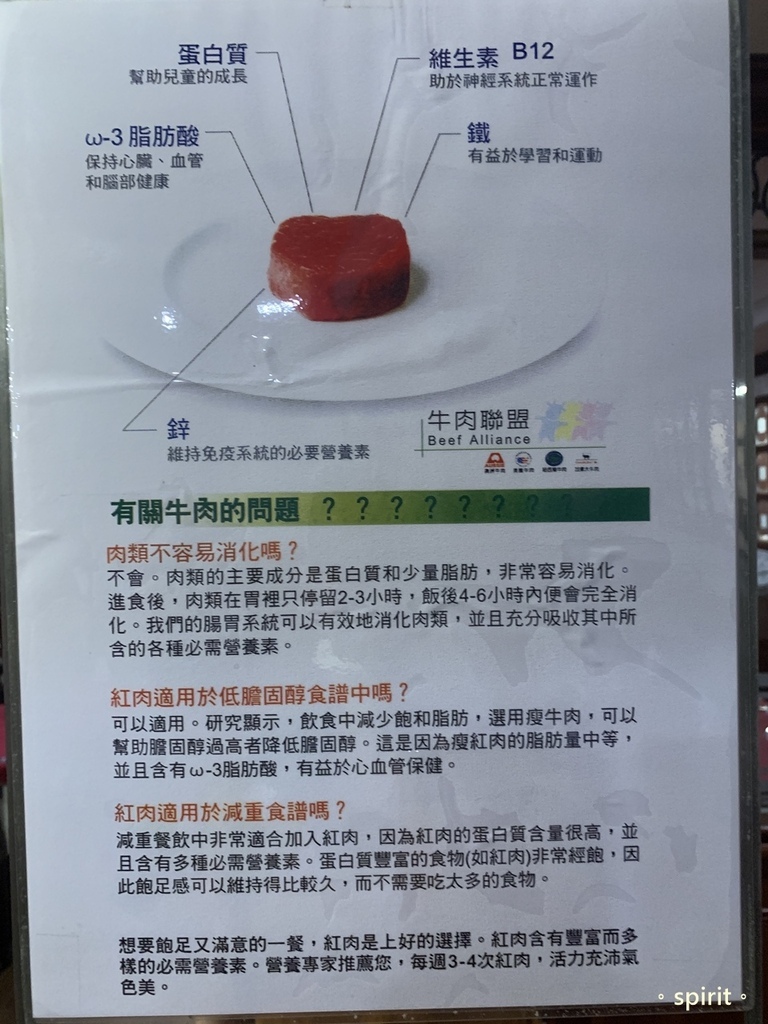 蛋白質
幫助兒童的成長
維生素 B12
助於神經系統正常運作
ω-3 脂肪酸
保持心臟、血管
和腦部健康
鐵
有益於學習和運動
鋅
維持免疫系統的必要營養素
牛肉聯盟
Beef Alliance
有關牛肉的問題 ? ? ? ? ? ? ? ? ?
肉類不容易消化嗎?
不會。肉類的主要成分是蛋白質和少量脂肪,非常容易消化。
進食後,肉類在胃裡只停留2-3小時,飯後4-6小時內便會完全消
化。我們的腸胃系統可以有效地消化肉類,並且充分吸收其中所
含的各種必需營養素。
紅肉適用於低膽固醇食譜中嗎?
可以適用。研究顯示,飲食中減少飽和脂肪,選用瘦牛肉,可以
幫助膽固醇過高者降低膽固醇。這是因為瘦紅肉的脂肪量中等,
並且含有ω-3脂肪酸,有益於心血管保健。
紅肉適用於減重食譜嗎?
減重餐飲中非常適合加入紅肉,因為紅肉的蛋白質含量很高,並
且含有多種必需營養素。蛋白質豐富的食物(如紅肉)非常經飽,因
此飽足感可以維持得比較久,而不需要吃太多的食物。
想要飽足又滿意的一餐,紅肉是上好的選擇。紅肉含有豐富而多
樣的必需營養素。營養專家推薦您,每週3-4次紅肉,活力充沛氣
色美。
。spirit。